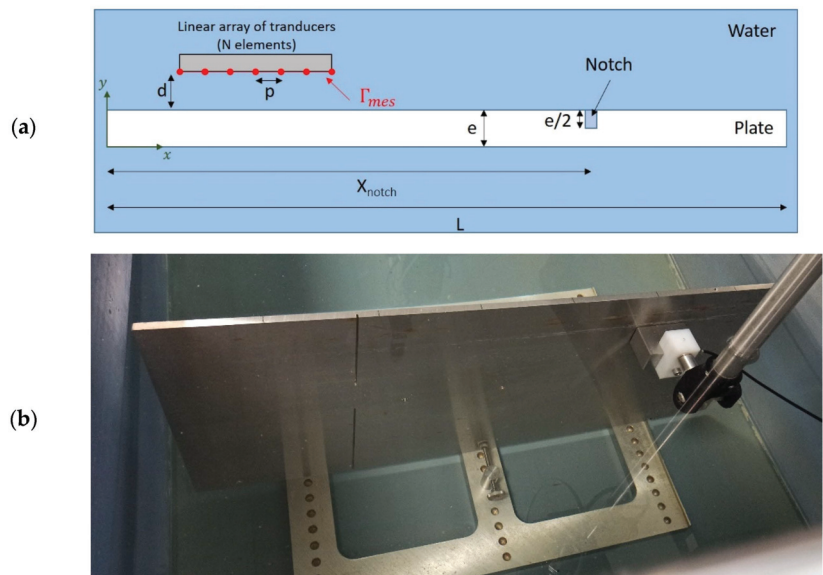 Linear array of tranducers
(N elements)
Water
Notch
d
p
Γmes
y
e
e/2
Plate
(a)
x
Xnotch
L
(b)